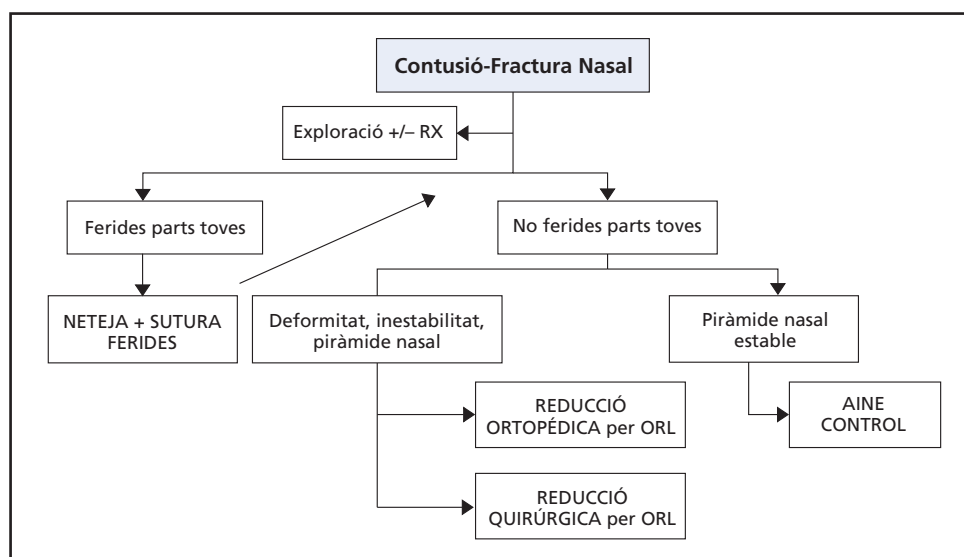 Contusió-Fractura Nasal
Exploració +/– RX
Ferides parts toves
No ferides parts toves
NETEJA + SUTURA
FERIDES
Deformitat, inestabilitat,
piràmide nasal
Piràmide nasal
estable
REDUCCIÓ
ORTOPÉDICA per ORL
AINE
CONTROL
REDUCCIÓ
QUIRÚRGICA per ORL